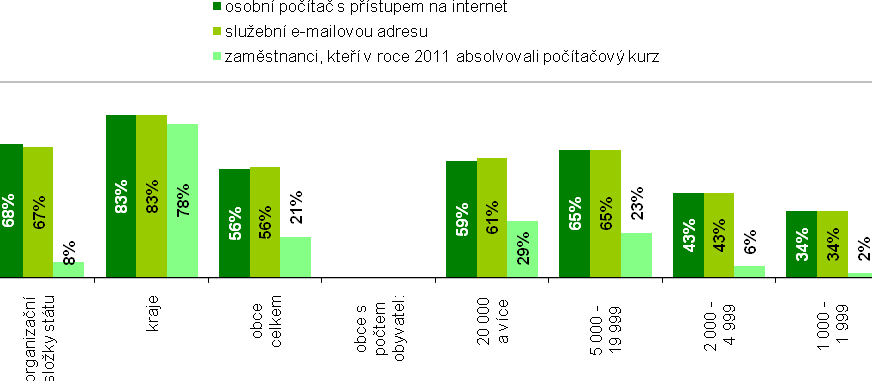 osobní počítač s přístupem na internet
služební e-mailovou adresu
zaměstnanci, kteří v roce 2011 absolvovali počítačový kurz
68%
67%
8%
83%
83%
78%
56%
56%
21%
59%
61%
29%
65%
65%
23%
43%
43%
6%
34%
34%
2%
organizační
složky státu
kraje
obce
celkem
obce s
počtem
obyvatel:
20 000
a více
5 000 -
19 999
2 000 -
4 999
1 000 -
1 999